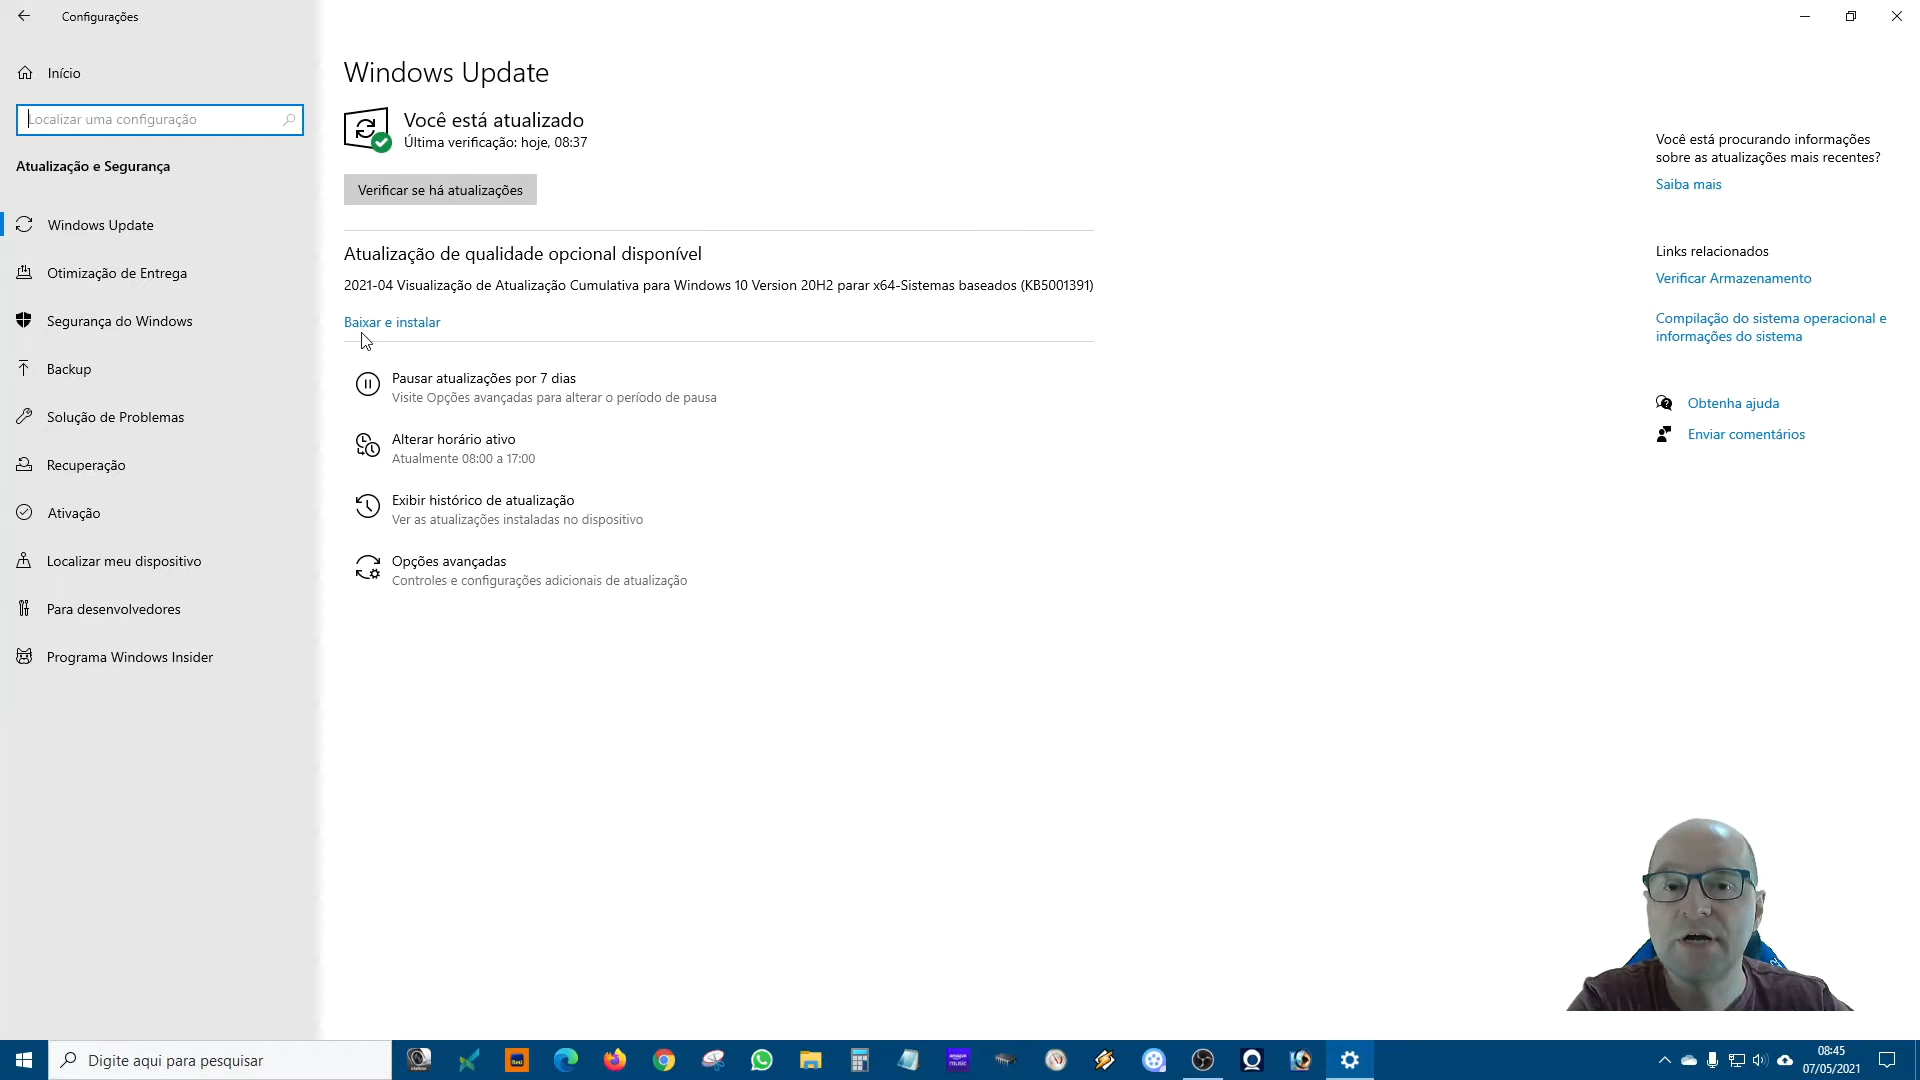 Configurações
Início
Localizar uma configuração
Atualização e Segurança
Windows Update
Otimização de Entrega
Segurança do Windows
Backup
Solução de Problemas
Recuperação
Ativação
Localizar meu dispositivo
Para desenvolvedores
Programa Windows Insider
Windows Update
Você está atualizado
Última verificação: hoje, 08:37
Verificar se há atualizações
Atualização de qualidade opcional disponível
2021-04 Visualização de Atualização Cumulativa para Windows 10 Version 20H2 parar x64-Sistemas baseados (KB5001391)
Baixar e instalar
Pausar atualizações por 7 dias
Visite Opções avançadas para alterar o período de pausa
Alterar horário ativo
Atualmente 08:00 a 17:00
Exibir histórico de atualização
Ver as atualizações instaladas no dispositivo
Opções avançadas
Controles e configurações adicionais de atualização
Você está procurando informações
sobre as atualizações mais recentes?
Saiba mais
Links relacionados
Verificar Armazenamento
Compilação do sistema operacional e
informações do sistema
Obtenha ajuda
Enviar comentários
Digite aqui para pesquisar
08:45
07/05/2021